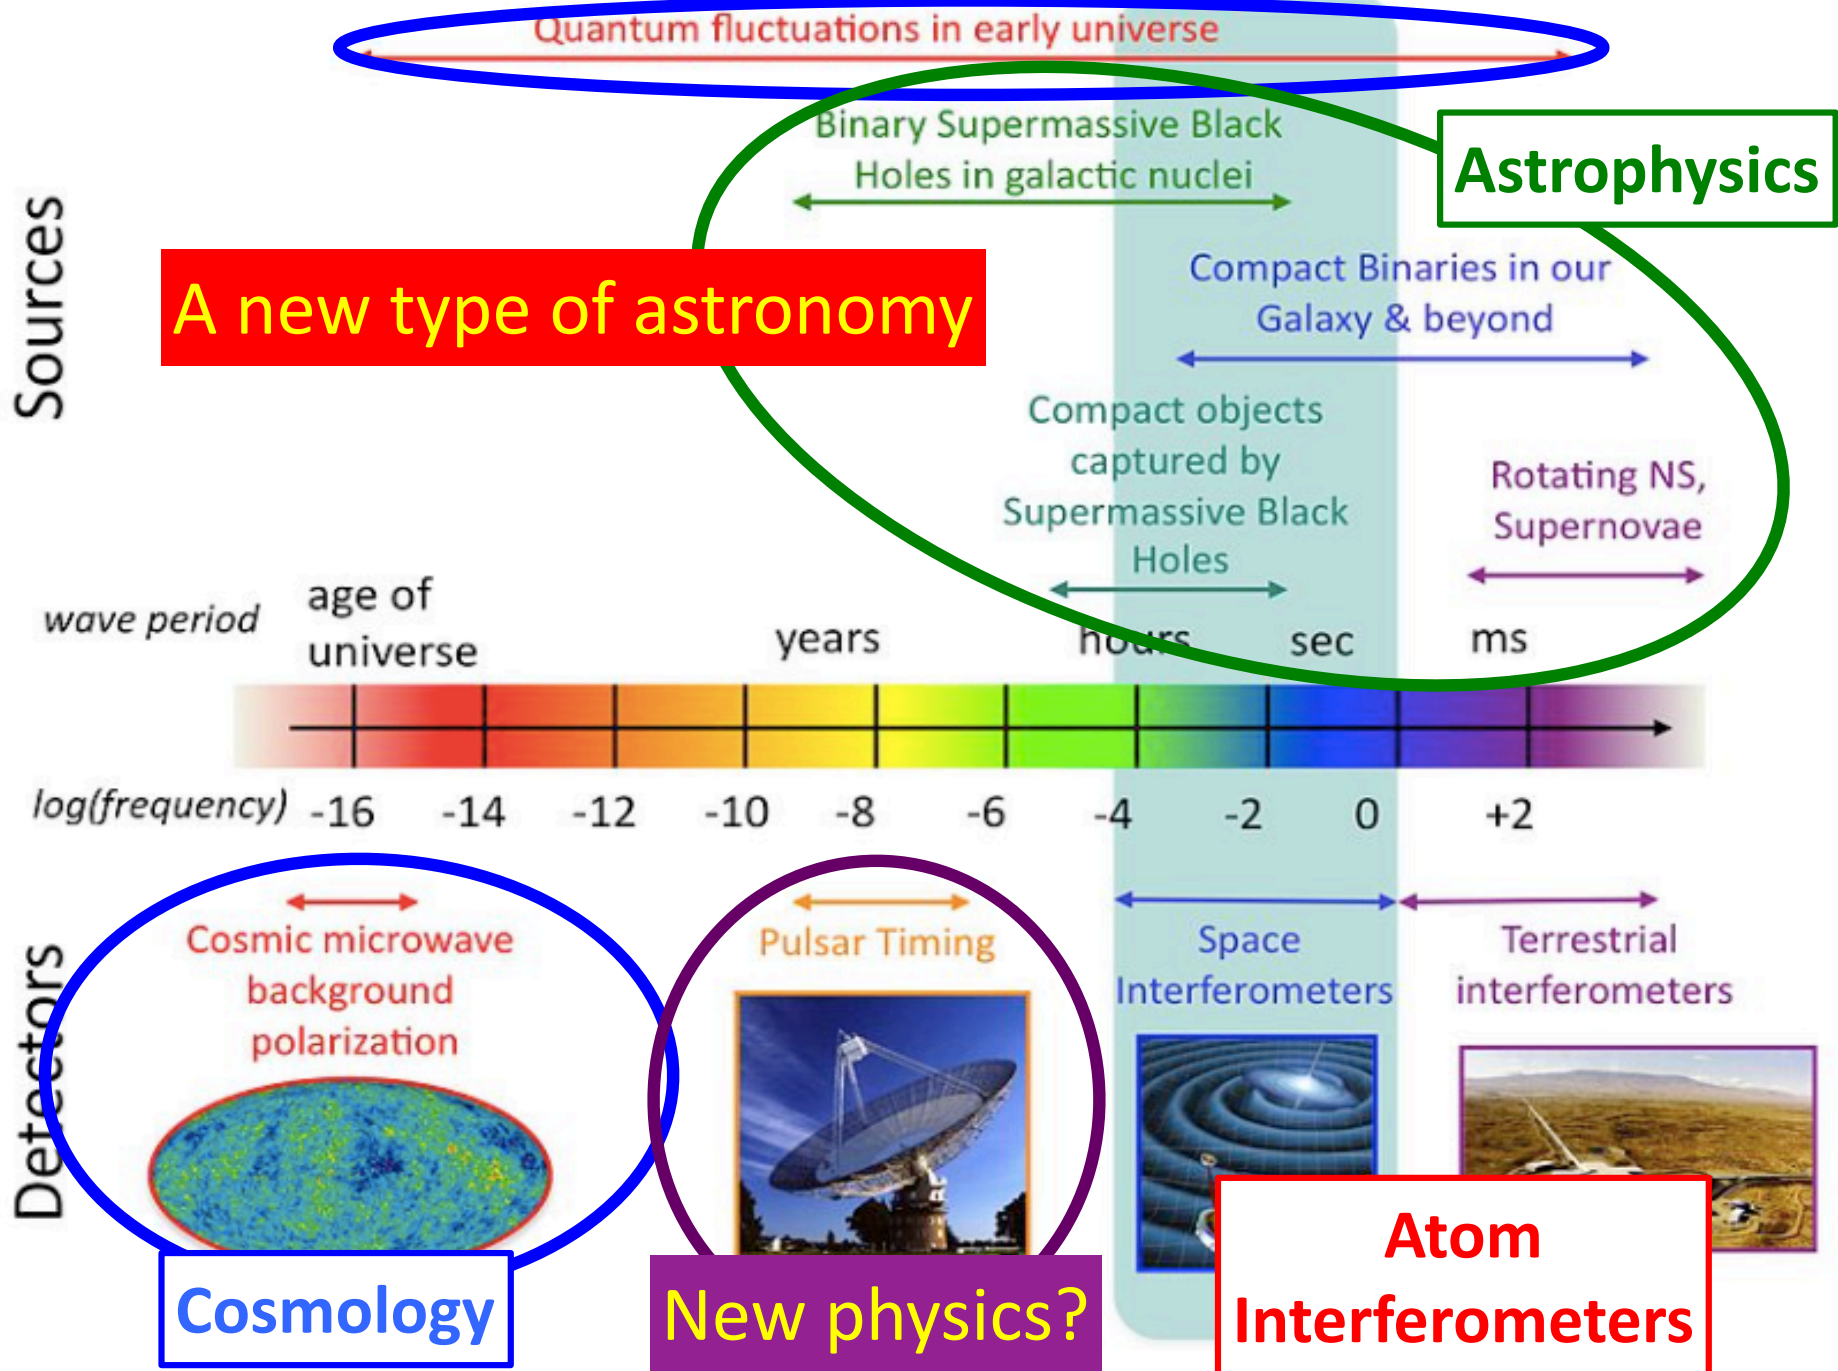 Quantum fluctuations in early universe
Binary Supermassive Black
Holes in galactic nuclei
Astrophysics
Sources
A new type of astronomy
Compact Binaries in our
Galaxy & beyond
Compact objects
captured by
Supermassive Black
Holes
Rotating NS,
Supernovae
wave period
age of
universe
years
hours
sec
ms
log(frequency)
-16
-14
-12
-10
-8
-6
-4
-2
0
+2
Detectors
Cosmic microwave
background
polarization
Pulsar Timing
Space
Interferometers
Terrestrial
interferometers
Cosmology
New physics?
Atom
Interferometers